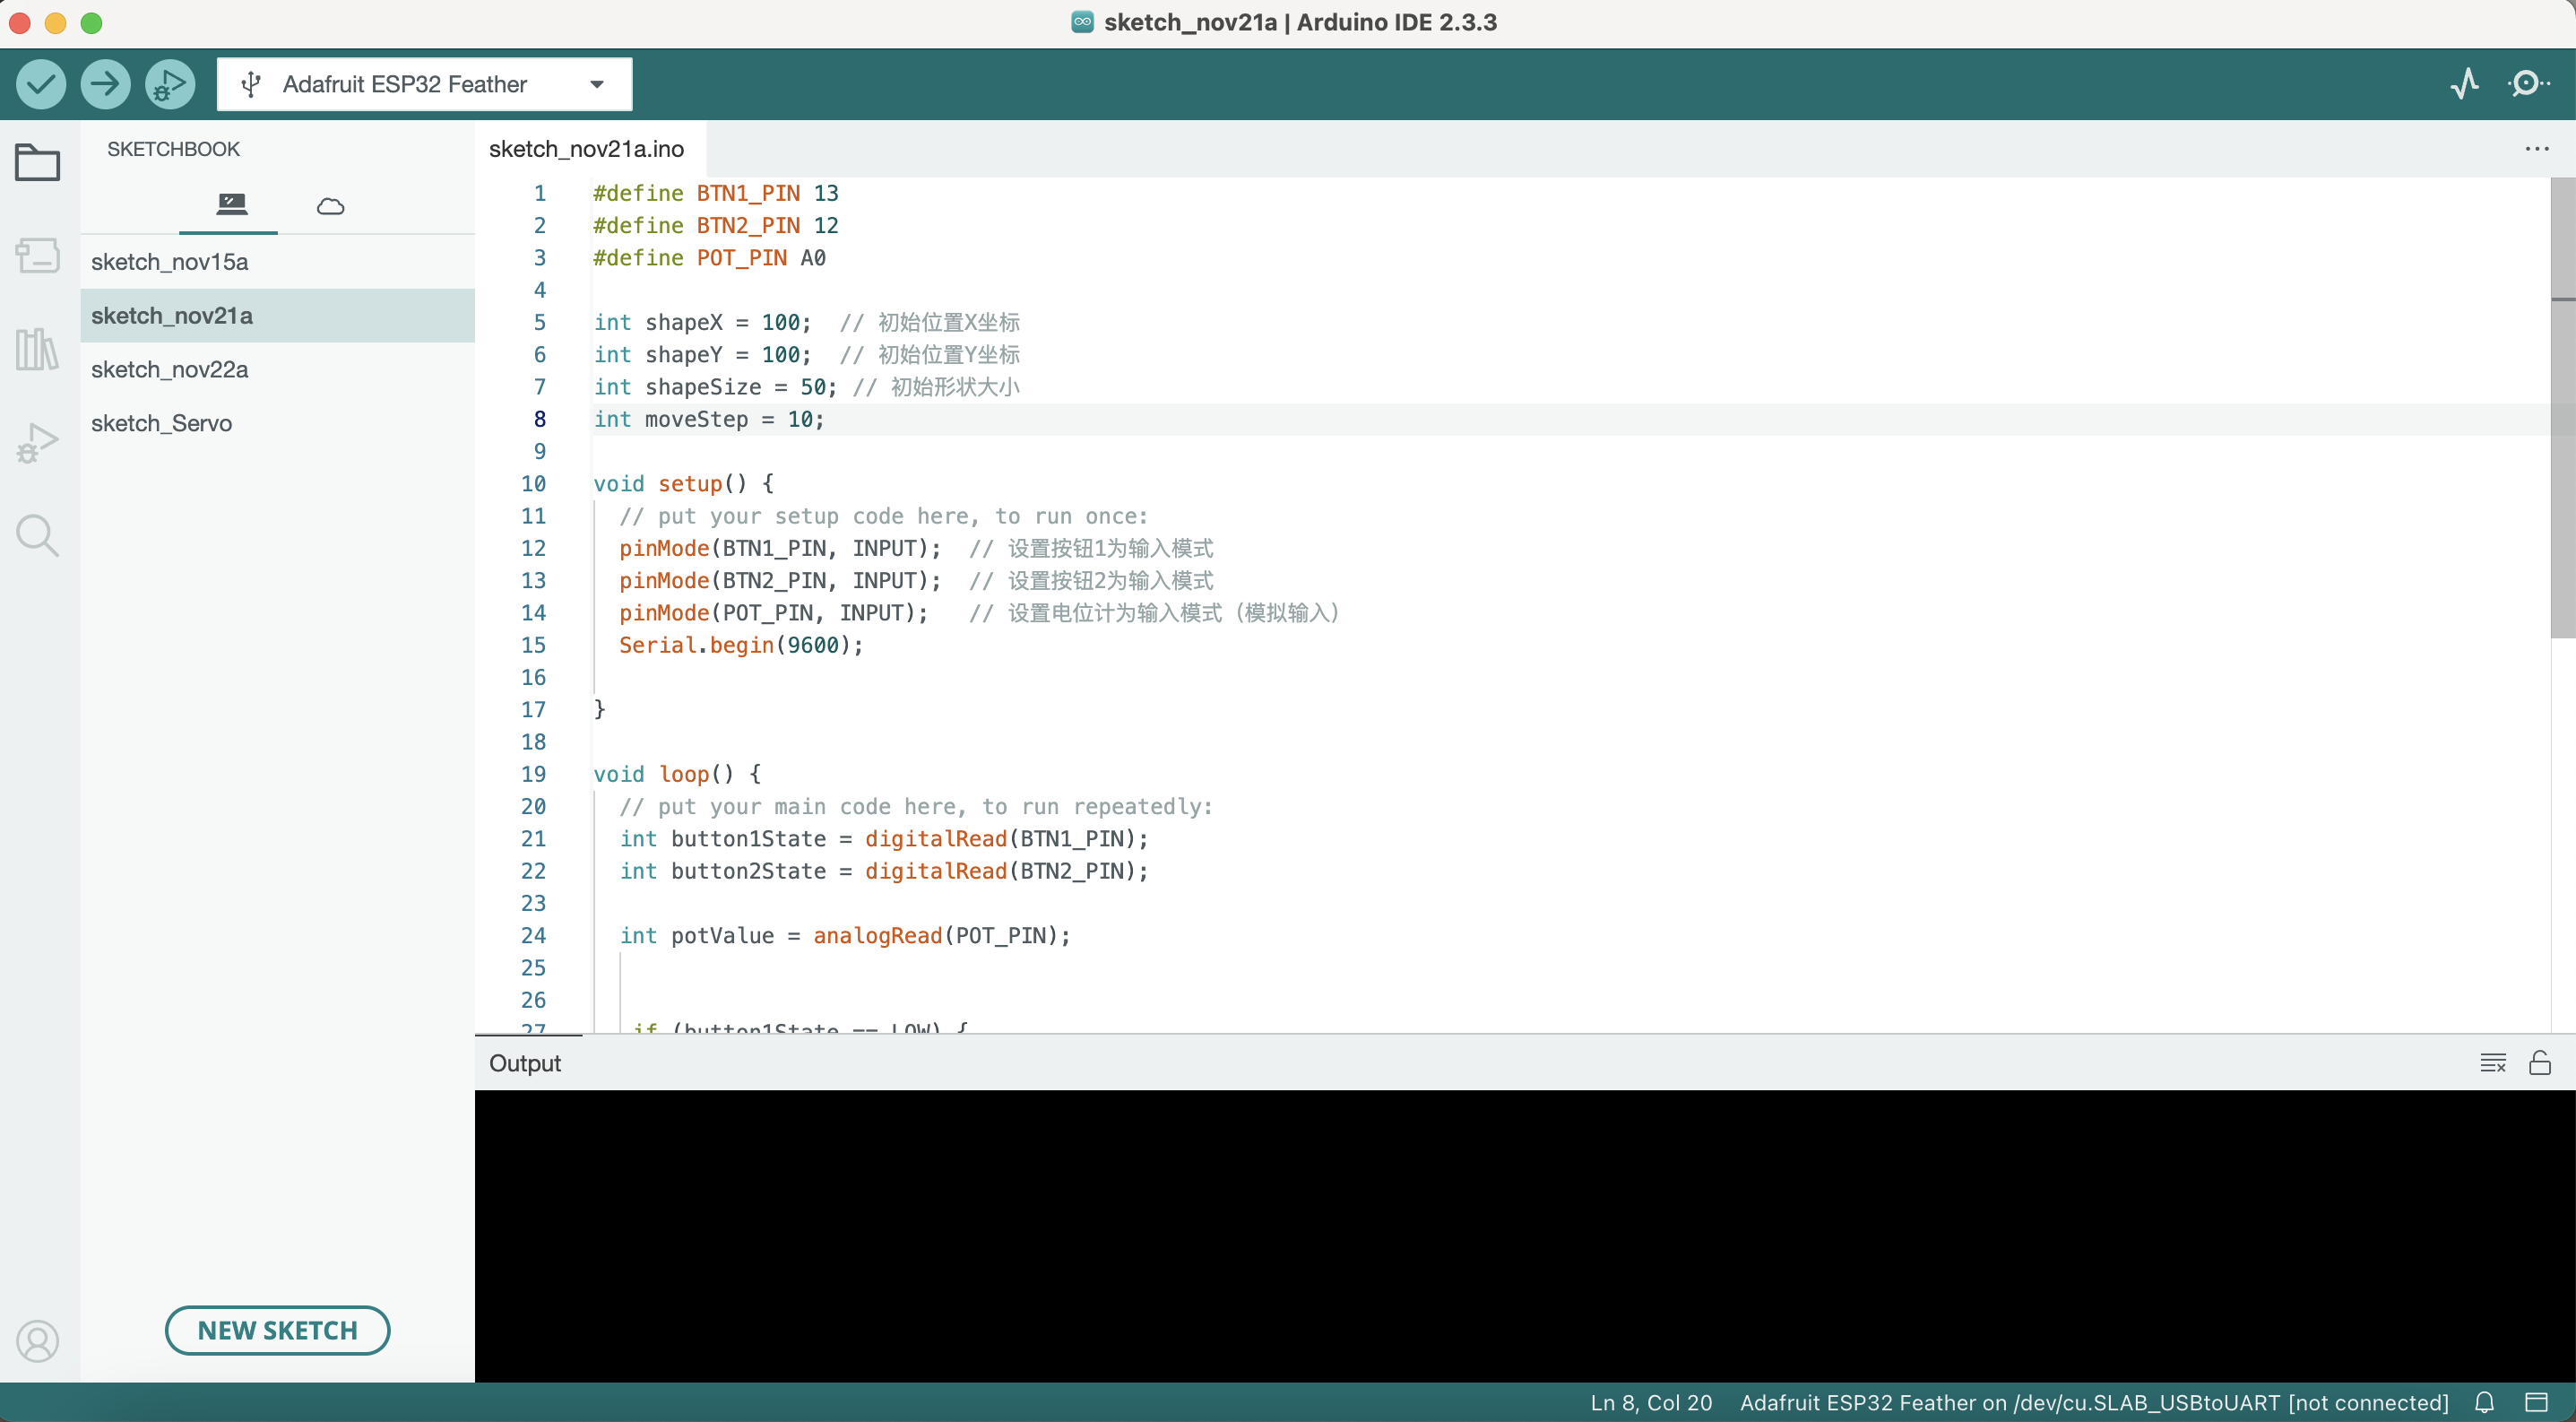 sketch_nov21a | Arduino IDE 2.3.3
Adafruit ESP32 Feather
SKETCHBOOK
sketch_nov15a
sketch_nov21a
sketch_nov22a
sketch_Servo
NEW SKETCH
sketch_nov21a.ino
1 #define BTN1_PIN 13
2 #define BTN2_PIN 12
3 #define POT_PIN A0
4
5 int shapeX = 100;  // 初始位置X坐标
6 int shapeY = 100;  // 初始位置Y坐标
7 int shapeSize = 50; // 初始形状大小
8 int moveStep = 10;
9
10 void setup() {
11 // put your setup code here, to run once:
12 pinMode(BTN1_PIN, INPUT);  // 设置按钮1为输入模式
13 pinMode(BTN2_PIN, INPUT);  // 设置按钮2为输入模式
14 pinMode(POT_PIN, INPUT);   // 设置电位计为输入模式（模拟输入）
15 Serial.begin(9600);
16
17 }
18
19 void loop() {
20 // put your main code here, to run repeatedly:
21 int button1State = digitalRead(BTN1_PIN);
22 int button2State = digitalRead(BTN2_PIN);
23
24 int potValue = analogRead(POT_PIN);
25
26
27 if (button1State == LOW) {
Output
Ln 8, Col 20 Adafruit ESP32 Feather on /dev/cu.SLAB_USBtoUART [not connected]